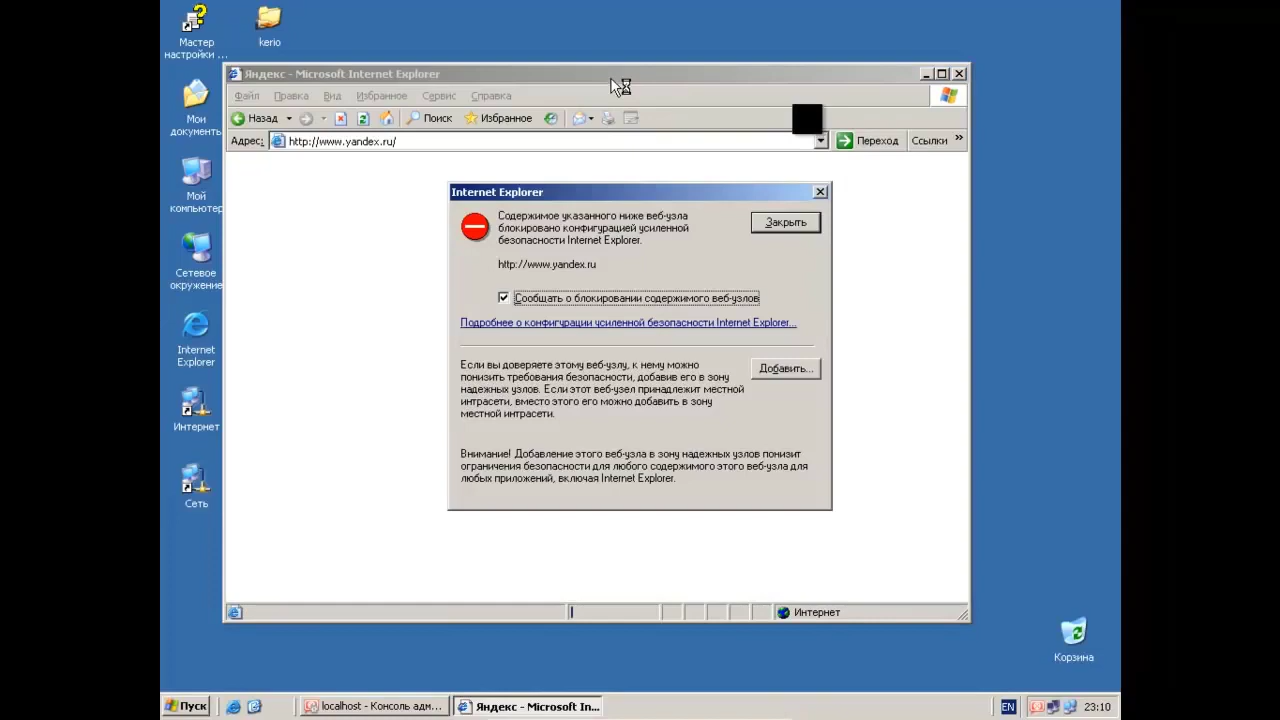 Мастер
настройки ...
kerio
Мои
документы
Мой
компьютер
Сетевое
окружение
Internet
Explorer
Интернет
Сеть
Корзина
Яндекс - Microsoft Internet Explorer
Файл Правка Вид Избранное Сервис Справка
Назад Поиск Избранное
Адрес: http://www.yandex.ru/ Переход Ссылки »
Internet Explorer
Содержимое указанного ниже веб-узла
блокировано конфигурацией усиленной
безопасности Internet Explorer.
Закрыть
http://www.yandex.ru
Сообщать о блокировании содержимого веб-узлов
Подробнее о конфигурации усиленной безопасности Internet Explorer...
Если вы доверяете этому веб-узлу, к нему можно
понизить требования безопасности, добавив его в зону
надежных узлов. Если этот веб-узел принадлежит местной
интрасети, вместо этого его можно добавить в зону
местной интрасети.
Добавить...
Внимание! Добавление этого веб-узла в зону надежных узлов понизит
ограничения безопасности для любого содержимого этого веб-узла для
любых приложений, включая Internet Explorer.
Интернет
Пуск localhost - Консоль адм... Яндекс - Microsoft In... EN 23:10